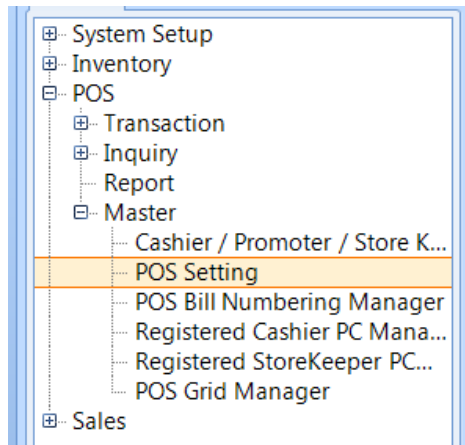 System Setup
Inventory
POS
Transaction
Inquiry
Report
Master
Cashier / Promoter / Store K...
POS Setting
POS Bill Numbering Manager
Registered Cashier PC Mana...
Registered StoreKeeper PC...
POS Grid Manager
Sales